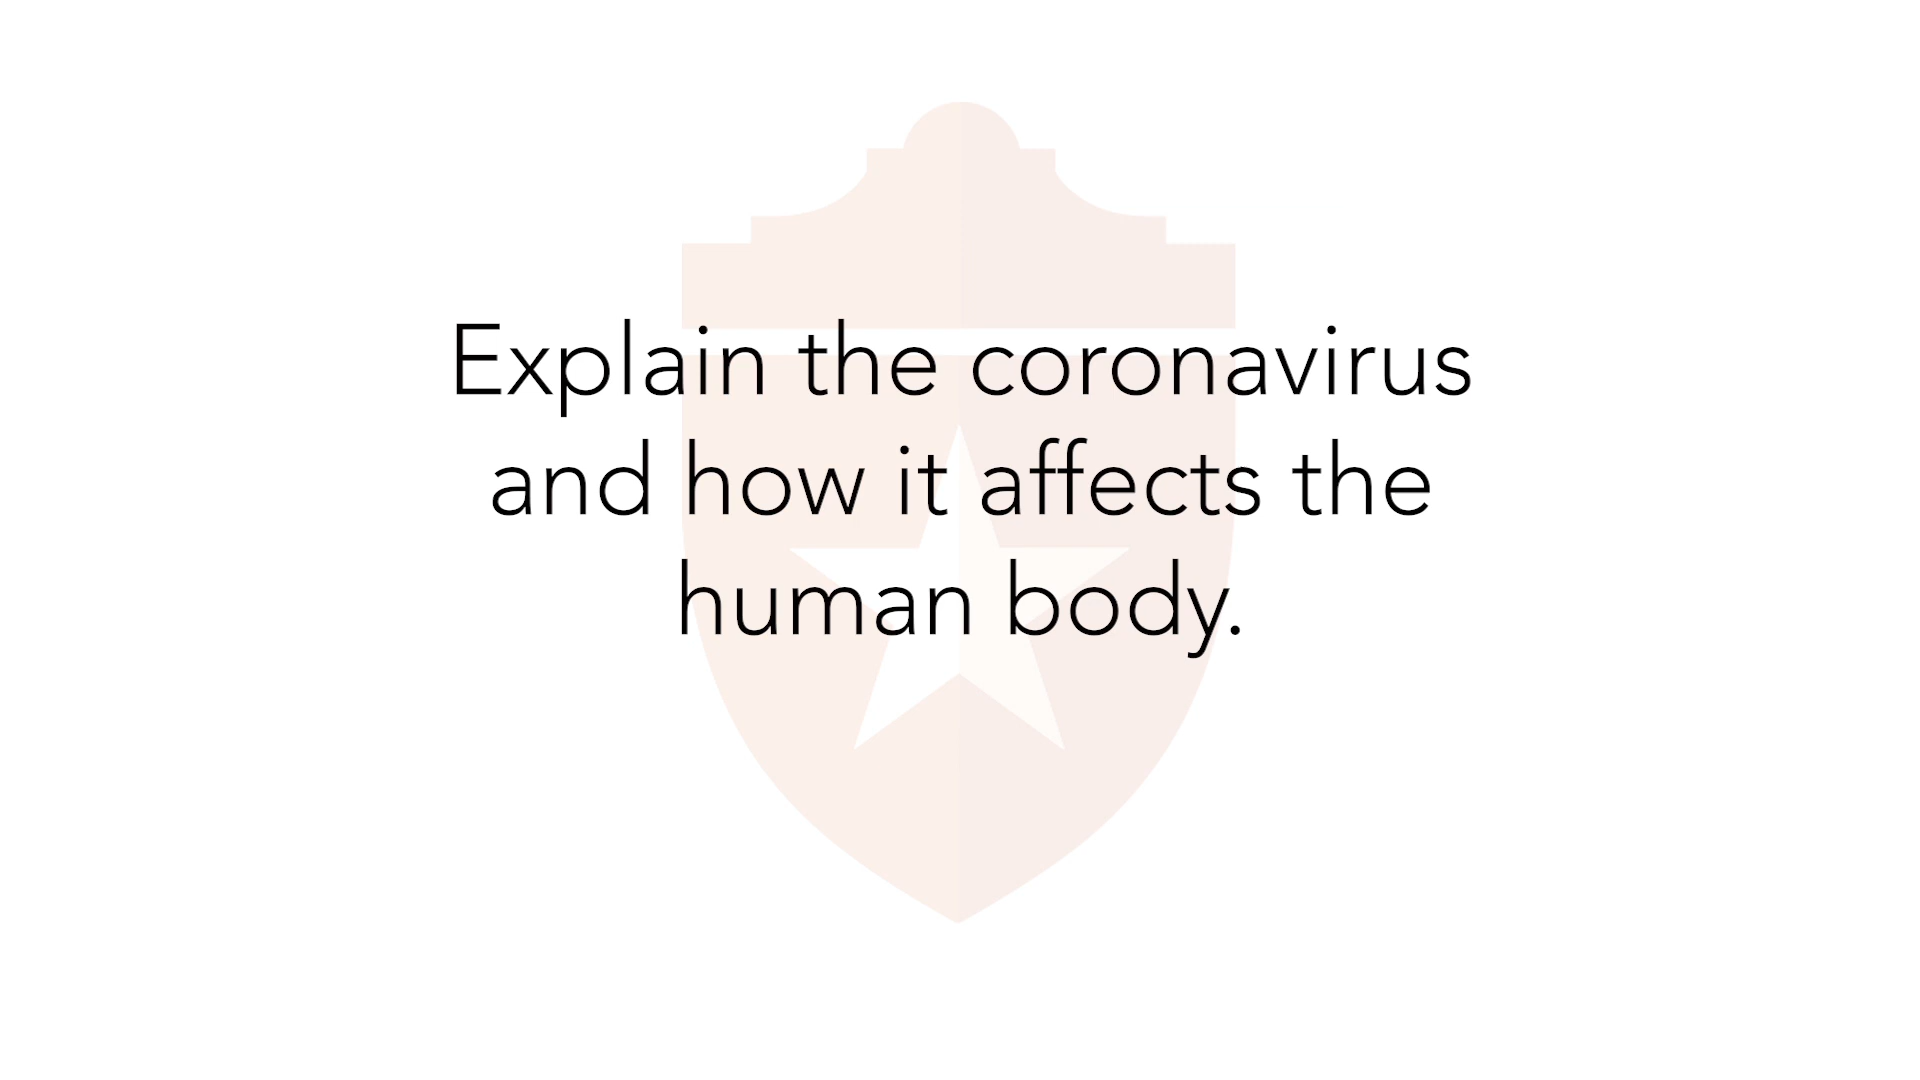 Explain the coronavirus
and how it affects the
human body.